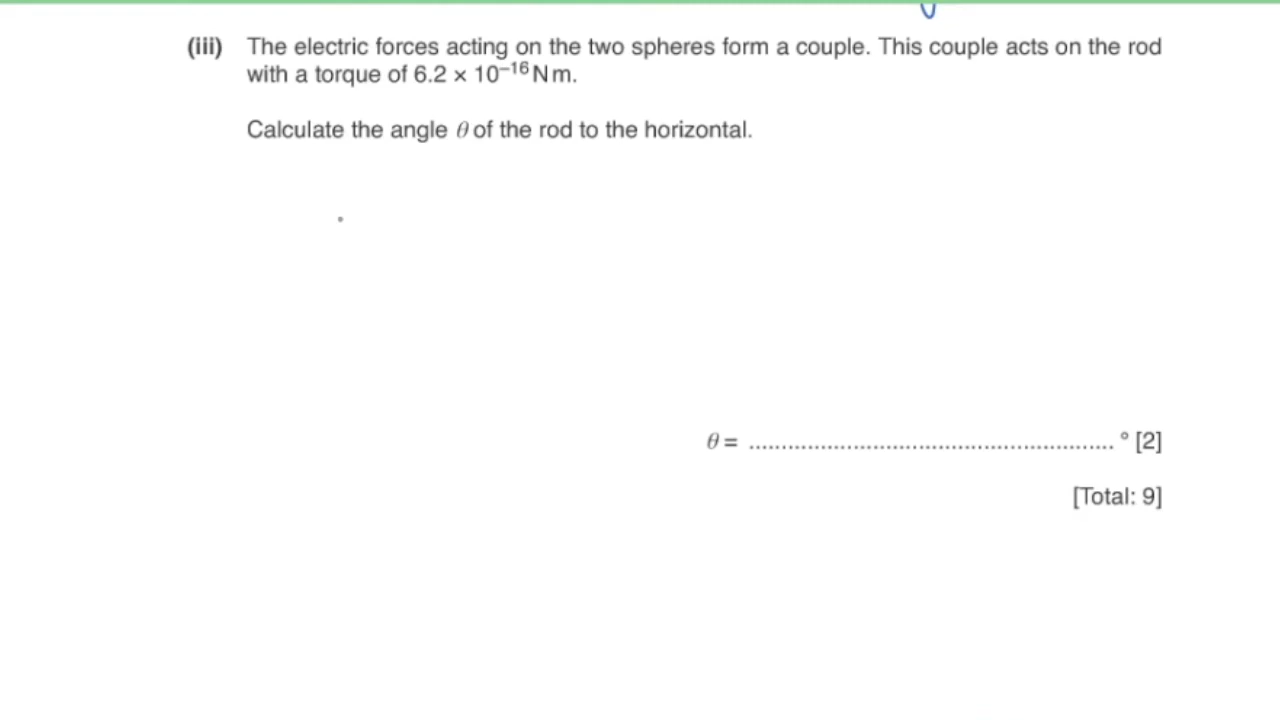 (iii) The electric forces acting on the two spheres form a couple. This couple acts on the rod
with a torque of 6.2 × 10⁻¹⁶ N m.
Calculate the angle θ of the rod to the horizontal.
θ = ........................................................ ° [2]
[Total: 9]